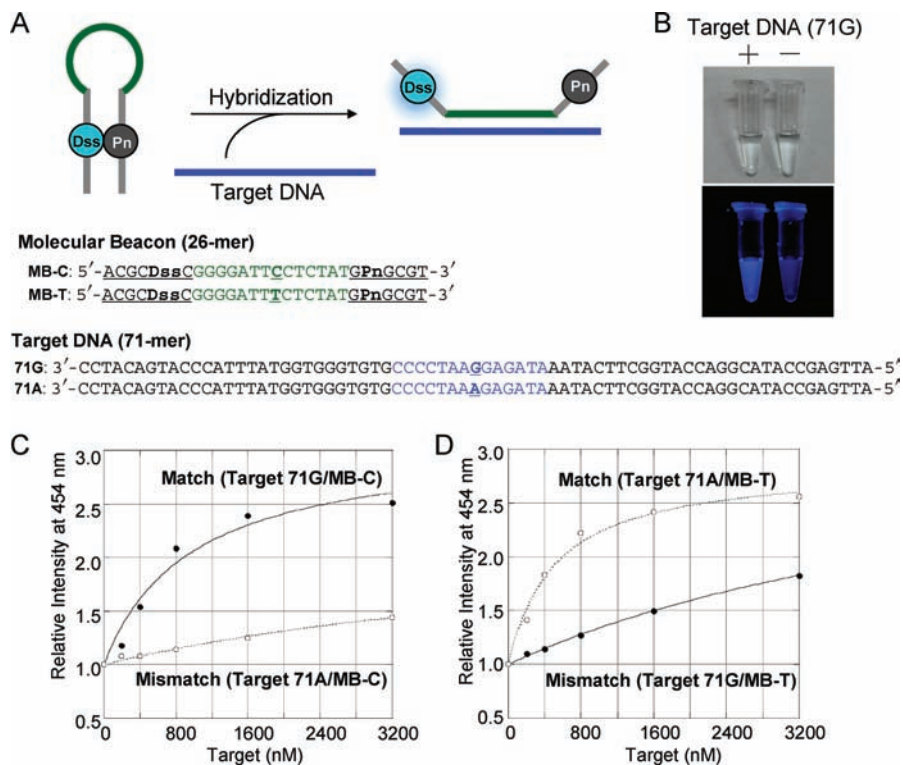 A
Dss Pn
Hybridization
Target DNA
Dss
Pn
B
Target DNA (71G)
+ −
Molecular Beacon (26-mer)
MB-C: 5′-ACGCDssCGGGGATTCCTCTATGPnGCGT-3′
MB-T: 5′-ACGCDssCGGGGATTTCTCTATGPnGCGT-3′
Target DNA (71-mer)
71G: 3′-CCTACAGTACCCATTTATGGTGGGTGTGCCCCTAAGGAGATAAATACTTCGGTACCAGGCATACCGAGTTA-5′
71A: 3′-CCTACAGTACCCATTTATGGTGGGTGTGCCCCTAAAGAGATAAATACTTCGGTACCAGGCATACCGAGTTA-5′
C
Relative Intensity at 454 nm
3.0
2.5
2.0
1.5
1.0
0.5
Match (Target 71G/MB-C)
Mismatch (Target 71A/MB-C)
0 800 1600 2400 3200
Target (nM)
D
Relative Intensity at 454 nm
3.0
2.5
2.0
1.5
1.0
0.5
Match (Target 71A/MB-T)
Mismatch (Target 71G/MB-T)
0 800 1600 2400 3200
Target (nM)